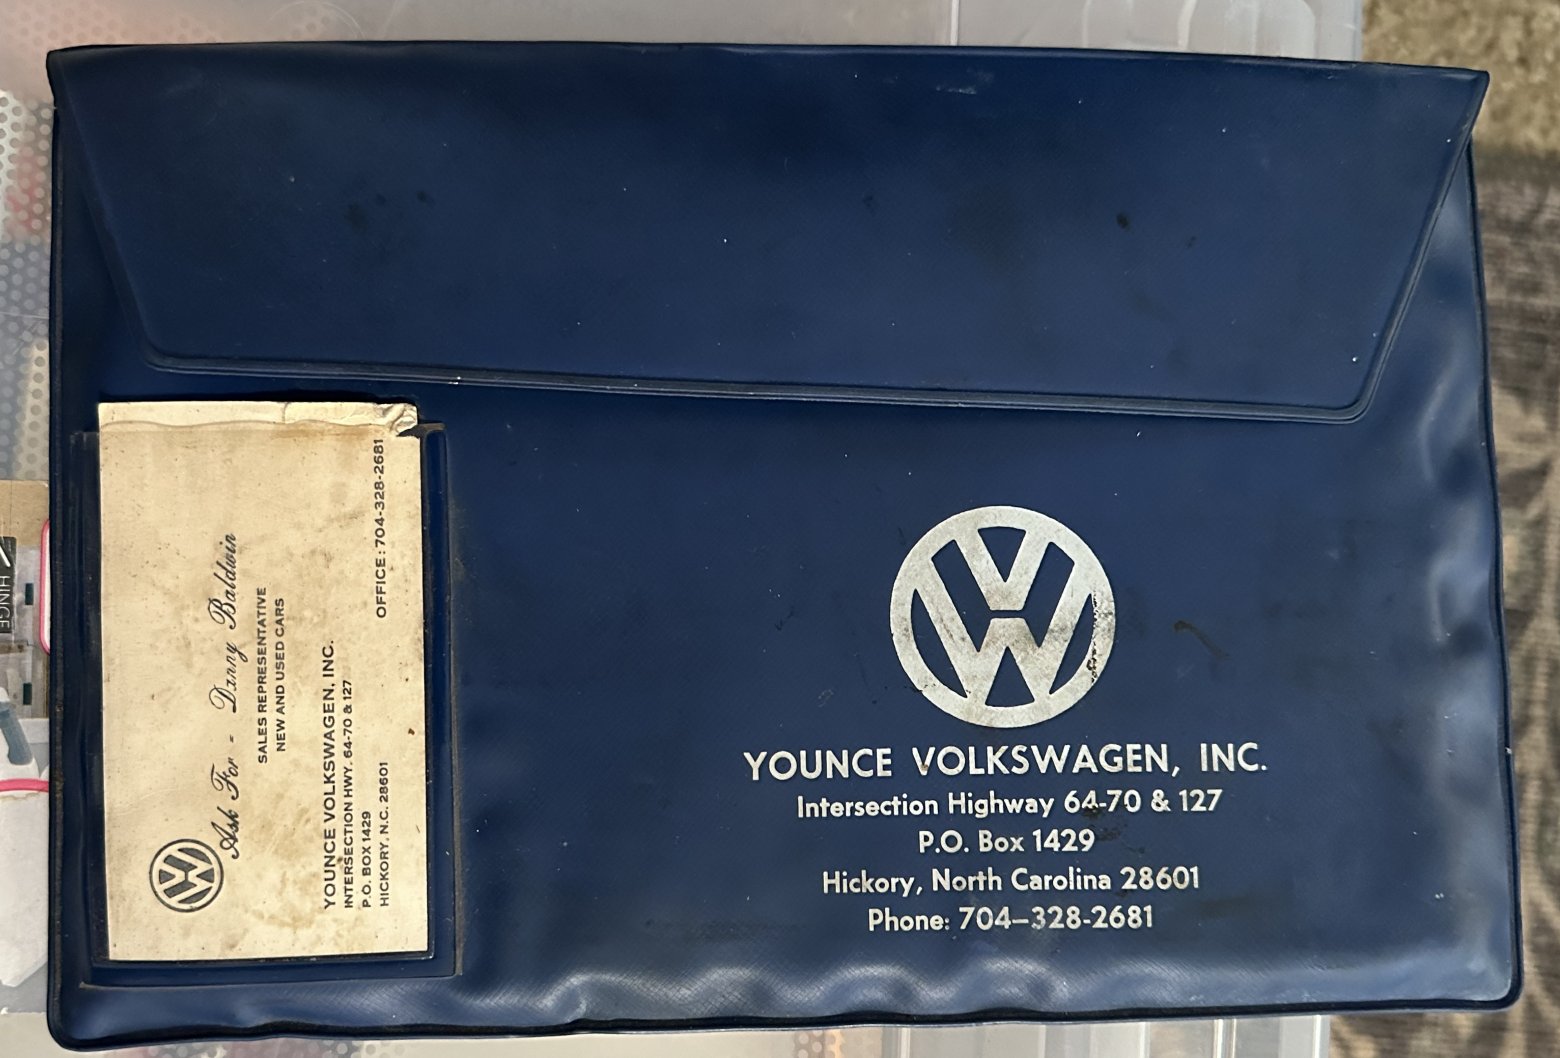 Ask For - Danny Baldwin
SALES REPRESENTATIVE
NEW AND USED CARS
YOUNCE VOLKSWAGEN, INC.
INTERSECTION HWY. 64-70 & 127
P.O. BOX 1429
HICKORY, N.C. 28601
OFFICE: 704-328-2681
YOUNCE VOLKSWAGEN, INC.
Intersection Highway 64-70 & 127
P.O. Box 1429
Hickory, North Carolina 28601
Phone: 704–328-2681
HINGE